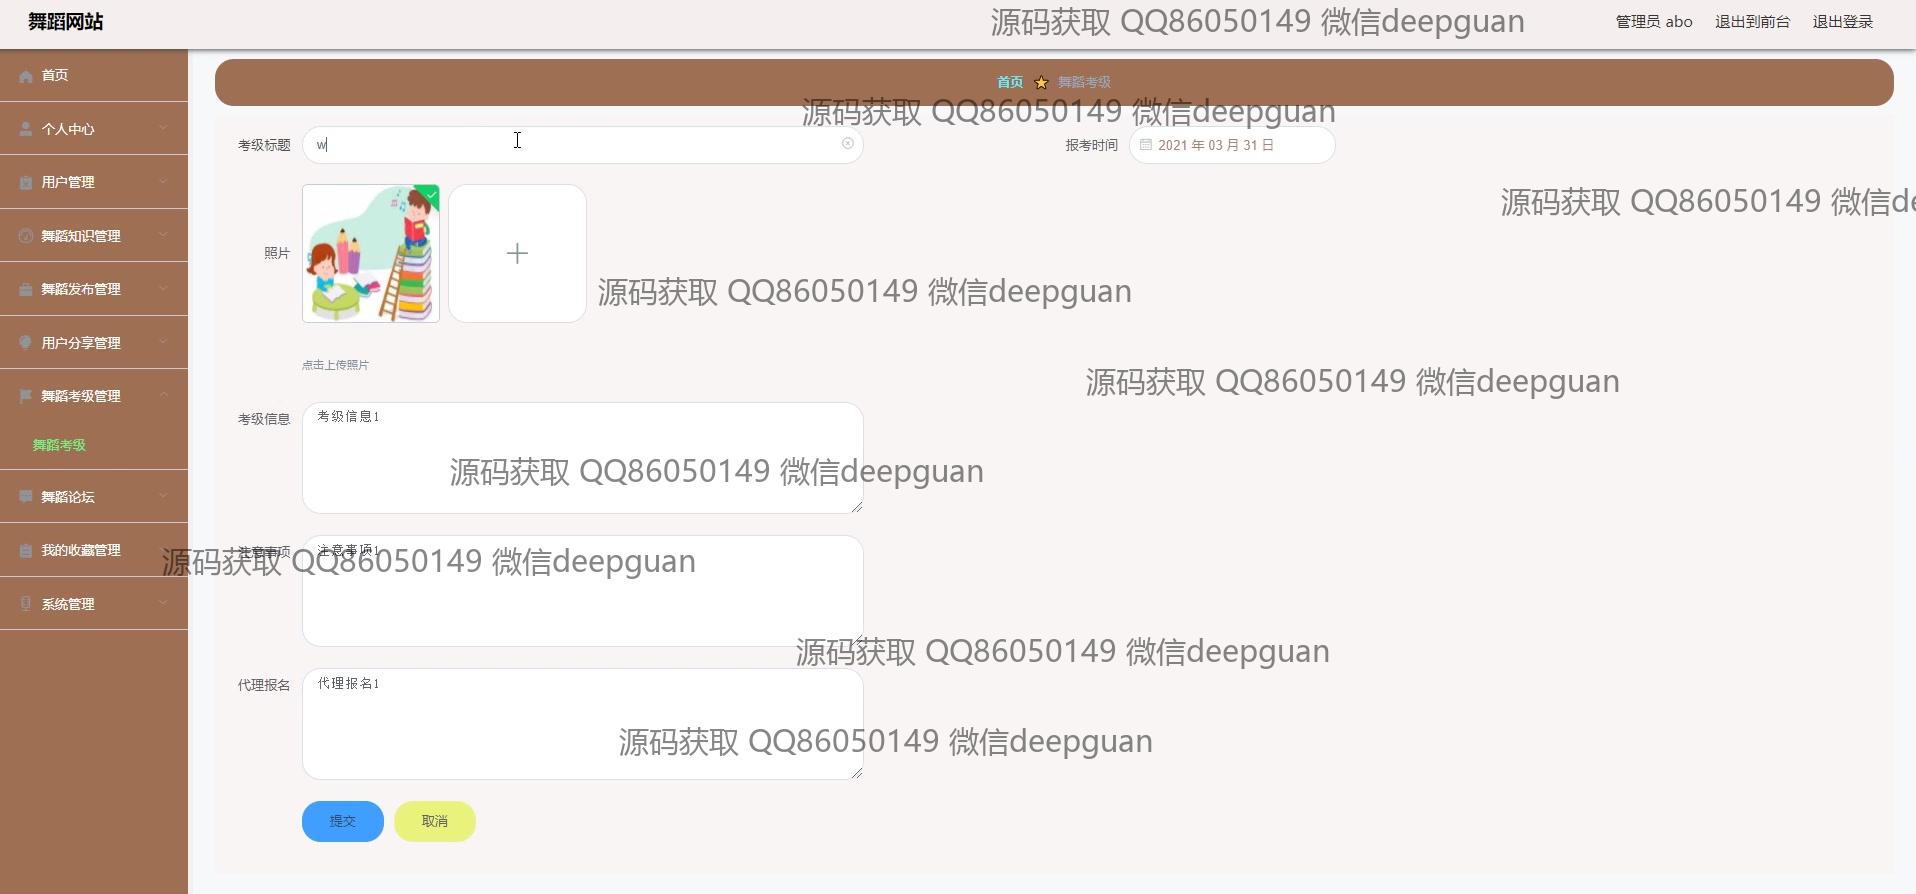 舞蹈网站
源码获取 QQ86050149 微信deepguan
管理员 abo 退出到前台 退出登录
首页
个人中心
用户管理
舞蹈知识管理
舞蹈发布管理
用户分享管理
舞蹈考级管理
舞蹈考级
舞蹈论坛
我的收藏管理
系统管理
首页 舞蹈考级
源码获取 QQ86050149 微信deepguan
考级标题 w
报考时间 2021 年 03 月 31 日
源码获取 QQ86050149 微信de
照片
源码获取 QQ86050149 微信deepguan
点击上传照片
源码获取 QQ86050149 微信deepguan
考级信息 考级信息1
源码获取 QQ86050149 微信deepguan
注意事项 注意事项1
源码获取 QQ86050149 微信deepguan
源码获取 QQ86050149 微信deepguan
代理报名 代理报名1
源码获取 QQ86050149 微信deepguan
提交 取消